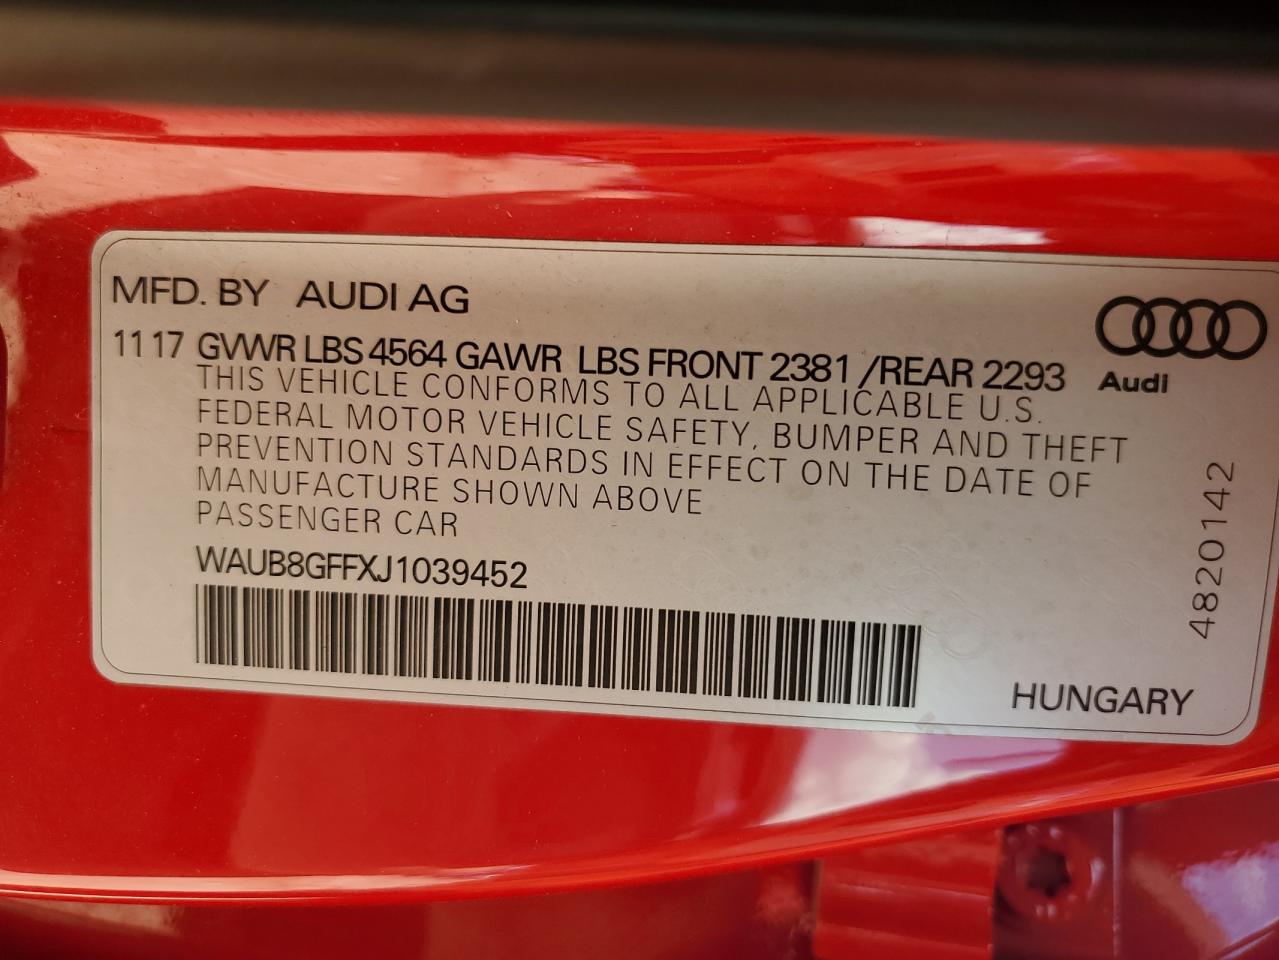 MFD. BY AUDI AG
11 17 GVWR LBS 4564 GAWR LBS FRONT 2381 /REAR 2293
THIS VEHICLE CONFORMS TO ALL APPLICABLE U.S.
FEDERAL MOTOR VEHICLE SAFETY, BUMPER AND THEFT
PREVENTION STANDARDS IN EFFECT ON THE DATE OF
MANUFACTURE SHOWN ABOVE
PASSENGER CAR
WAUB8GFFXJ1039452
Audi
4820142
HUNGARY